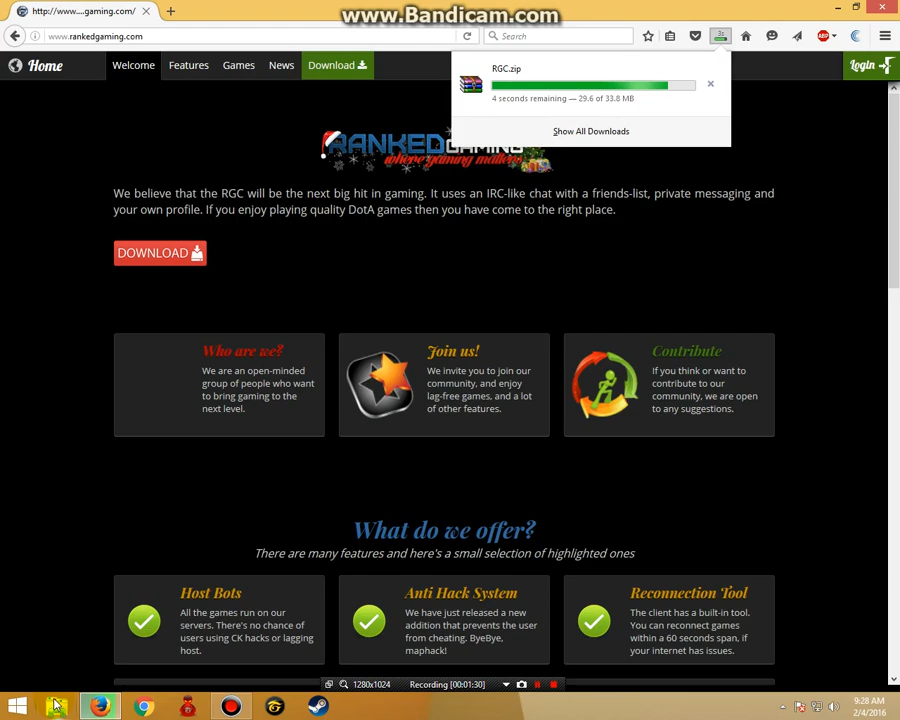 www.Bandicam.com
http://www....gaming.com/
www.rankedgaming.com
Search
3s
ABP
Home
Welcome
Features
Games
News
Download
Login
RGC.zip
4 seconds remaining — 29.6 of 33.8 MB
Show All Downloads
RANKEDGAMING
where gaming matters
We believe that the RGC will be the next big hit in gaming. It uses an IRC-like chat with a friends-list, private messaging and
your own profile. If you enjoy playing quality DotA games then you have come to the right place.
DOWNLOAD
Who are we?
We are an open-minded
group of people who want
to bring gaming to the
next level.
Join us!
We invite you to join our
community, and enjoy
lag-free games, and a lot
of other features.
Contribute
If you think or want to
contribute to our
community, we are open
to any suggestions.
What do we offer?
There are many features and here's a small selection of highlighted ones
Host Bots
All the games run on our
servers. There's no chance of
users using CK hacks or lagging
host.
Anti Hack System
We have just released a new
addition that prevents the user
from cheating. ByeBye,
maphack!
Reconnection Tool
The client has a built-in tool.
You can reconnect games
within a 60 seconds span, if
your internet has issues.
1280x1024
Recording [00:01:30]
9:28 AM
2/4/2016